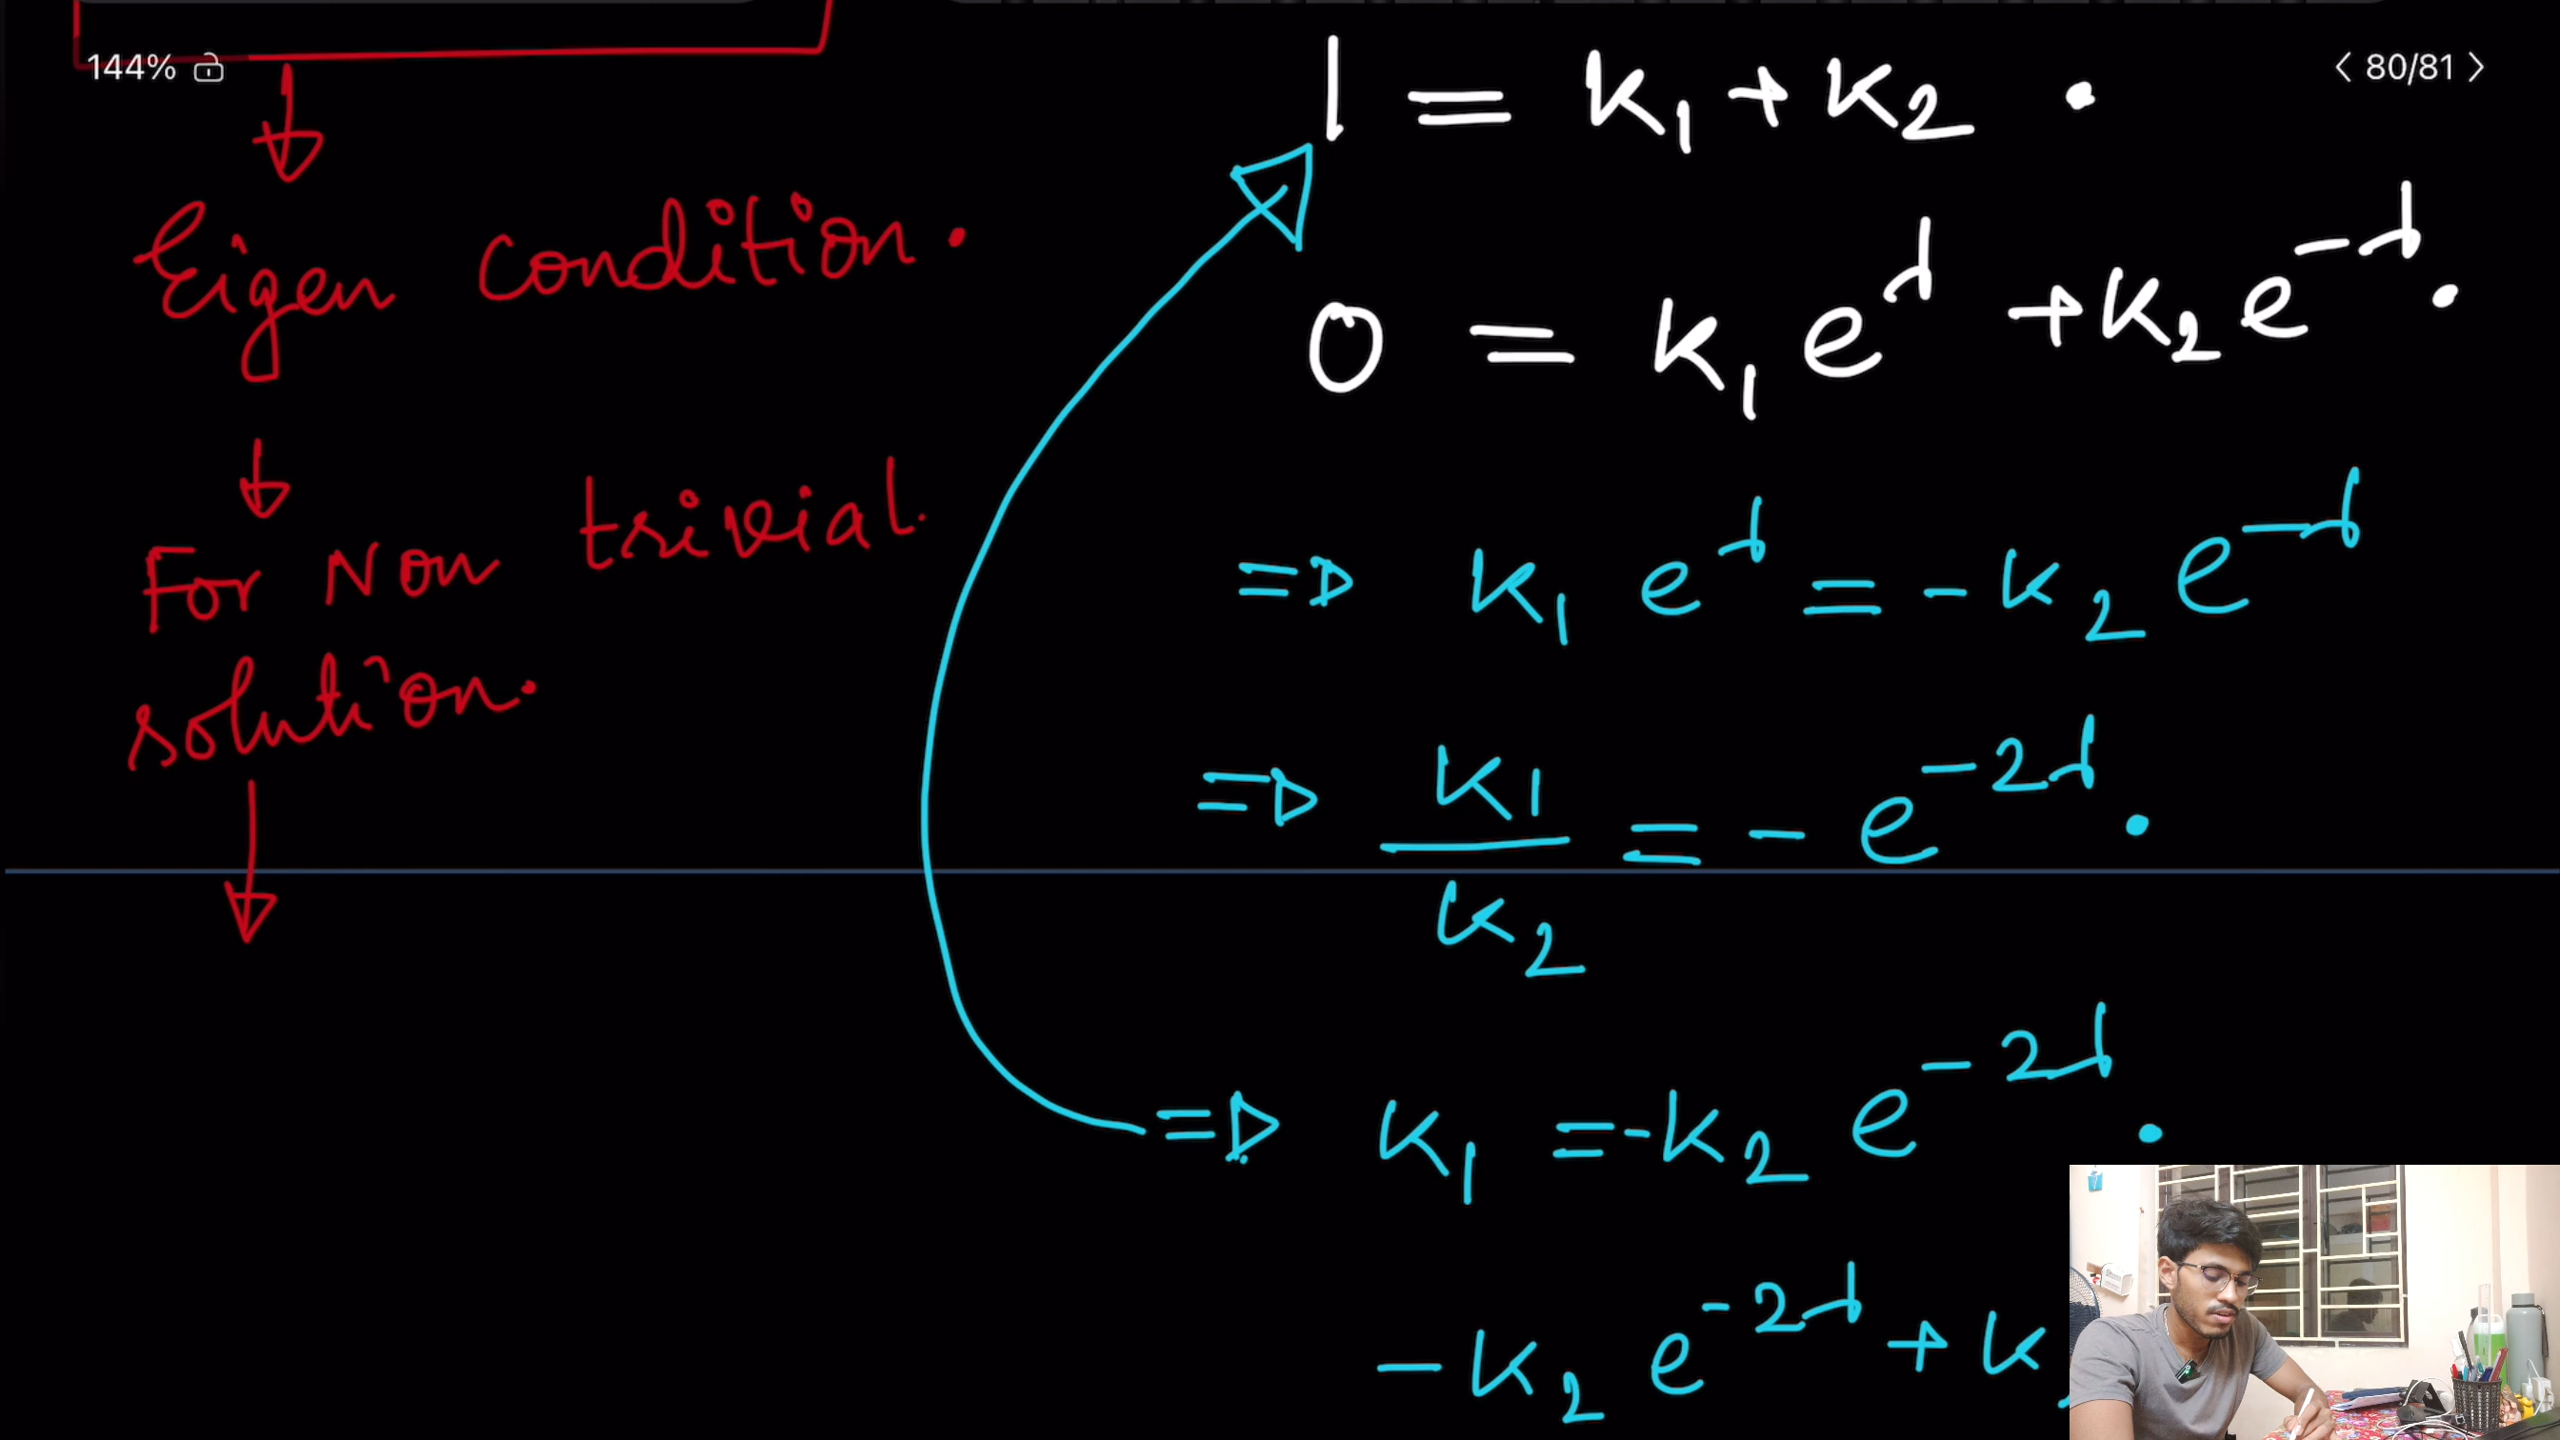 144%
80/81
1 = K₁ + K₂ .
Eigen condition.
0 = K₁ e^d + K₂ e^-d .
For Non trivial.
=> K₁ e^d = - K₂ e^-d
solution.
=> K₁/K₂ = - e^-2d .
=> K₁ = - K₂ e^-2d .
- K₂ e^-2d + K